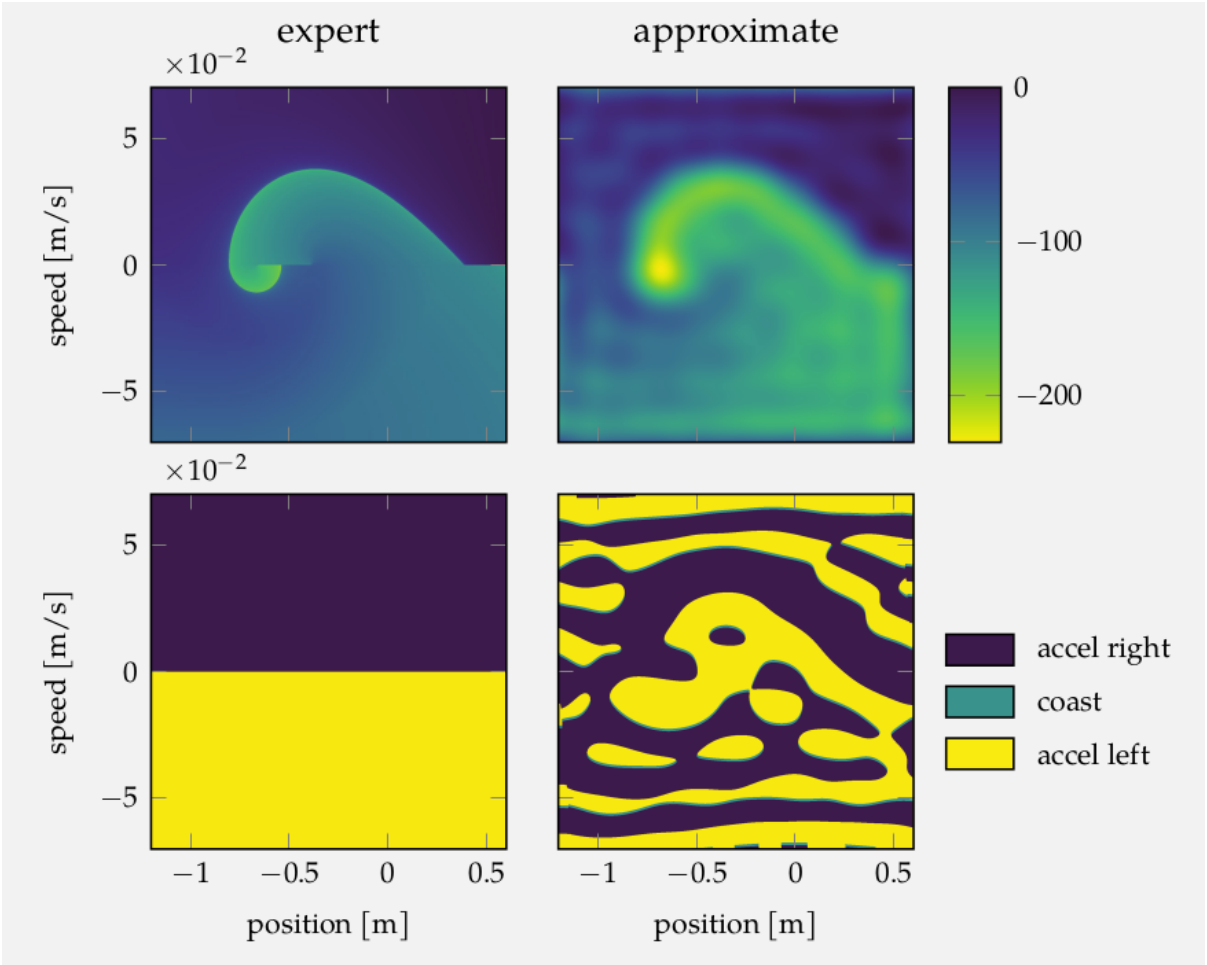 expert approximate
×10−2
5
0
−5
speed [m/s]
0
−100
−200
×10−2
5
0
−5
speed [m/s]
accel right
coast
accel left
−1 −0.5 0 0.5 −1 −0.5 0 0.5
position [m] position [m]